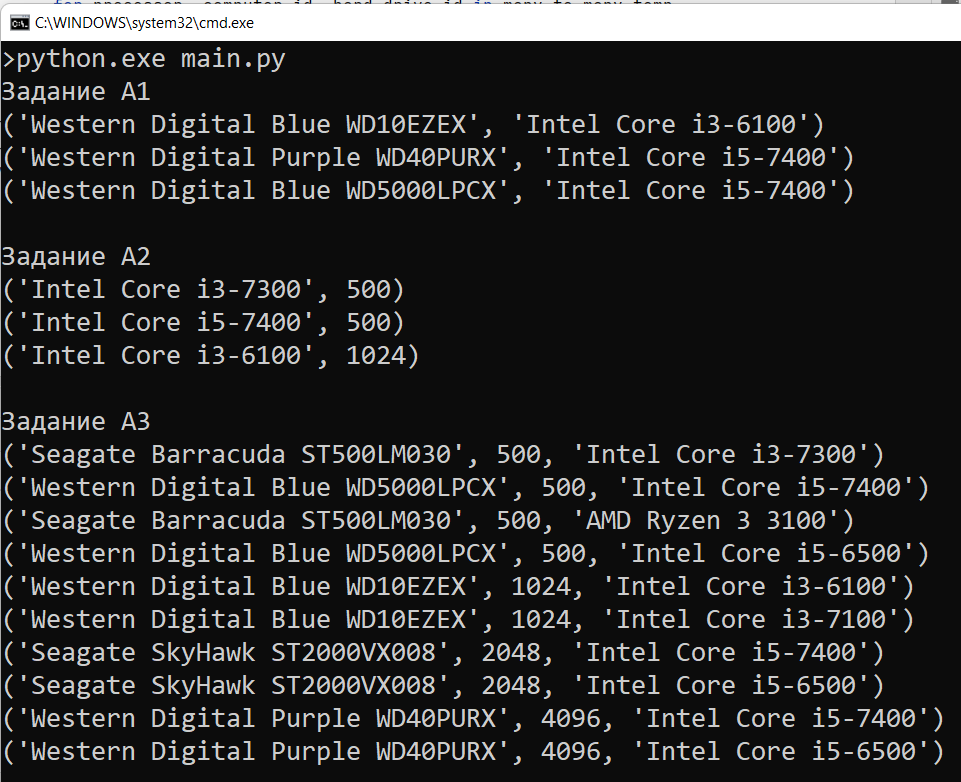 C:\WINDOWS\system32\cmd.exe
>python.exe main.py
Задание A1
('Western Digital Blue WD10EZEX', 'Intel Core i3-6100')
('Western Digital Purple WD40PURX', 'Intel Core i5-7400')
('Western Digital Blue WD5000LPCX', 'Intel Core i5-7400')
Задание A2
('Intel Core i3-7300', 500)
('Intel Core i5-7400', 500)
('Intel Core i3-6100', 1024)
Задание A3
('Seagate Barracuda ST500LM030', 500, 'Intel Core i3-7300')
('Western Digital Blue WD5000LPCX', 500, 'Intel Core i5-7400')
('Seagate Barracuda ST500LM030', 500, 'AMD Ryzen 3 3100')
('Western Digital Blue WD5000LPCX', 500, 'Intel Core i5-6500')
('Western Digital Blue WD10EZEX', 1024, 'Intel Core i3-6100')
('Western Digital Blue WD10EZEX', 1024, 'Intel Core i3-7100')
('Seagate SkyHawk ST2000VX008', 2048, 'Intel Core i5-7400')
('Seagate SkyHawk ST2000VX008', 2048, 'Intel Core i5-6500')
('Western Digital Purple WD40PURX', 4096, 'Intel Core i5-7400')
('Western Digital Purple WD40PURX', 4096, 'Intel Core i5-6500')